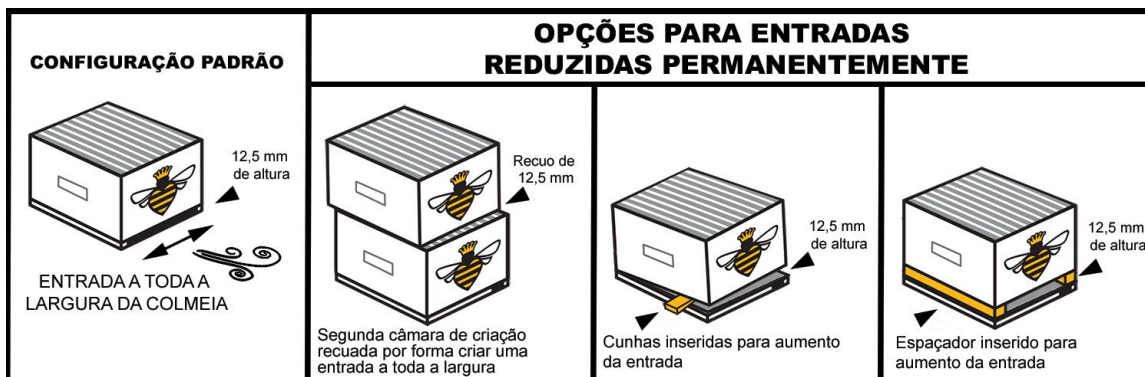 CONFIGURAÇÃO PADRÃO
12,5 mm
de altura
ENTRADA A TODA A
LARGURA DA COLMEIA
OPÇÕES PARA ENTRADAS
REDUZIDAS PERMANENTEMENTE
Recuo de
12,5 mm
Segunda câmara de criação
recuada por forma criar uma
entrada a toda a largura
12,5 mm
de altura
Cunhas inseridas para aumento
da entrada
12,5 mm
de altura
Espaçador inserido para
aumento da entrada